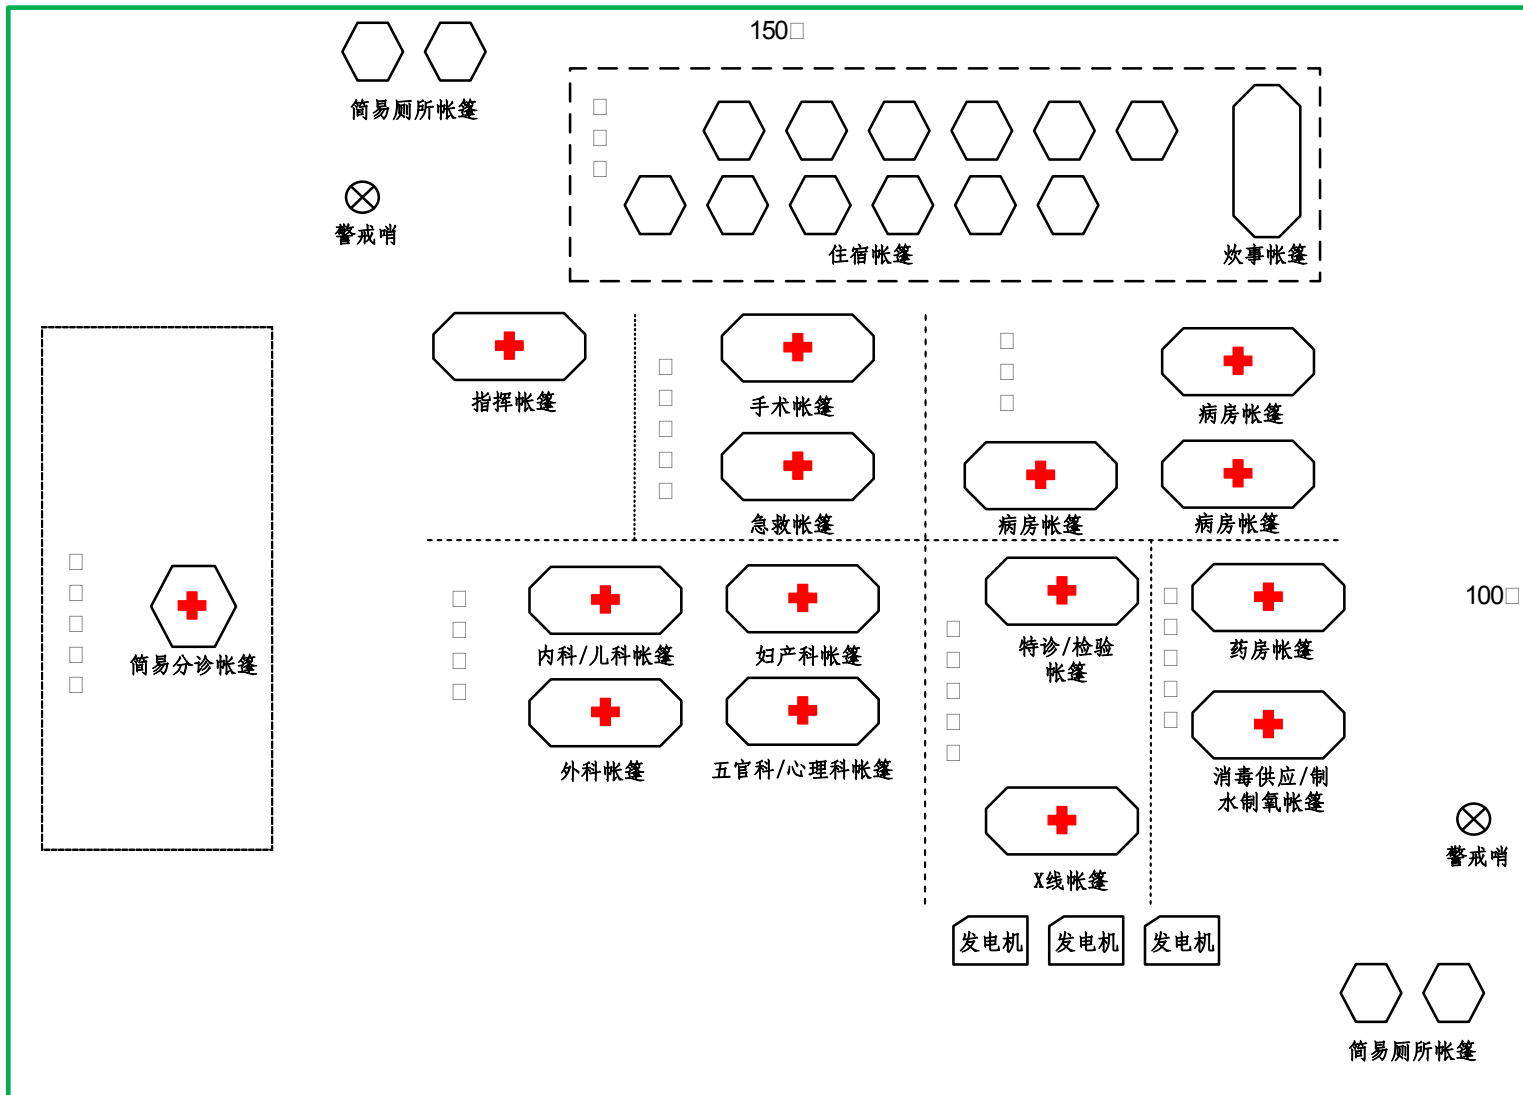 150□
简易厕所帐篷
□
□
□
警戒哨
住宿帐篷
炊事帐篷
指挥帐篷
□
□
□
□
□
手术帐篷
急救帐篷
□
□
□
病房帐篷
病房帐篷
病房帐篷
□
□
□
□
□
简易分诊帐篷
□
□
□
□
内科/儿科帐篷
妇产科帐篷
外科帐篷
五官科/心理科帐篷
□
□
□
□
□
特诊/检验
帐篷
X线帐篷
□
□
□
□
□
药房帐篷
消毒供应/制
水制氧帐篷
100□
警戒哨
发电机
发电机
发电机
简易厕所帐篷